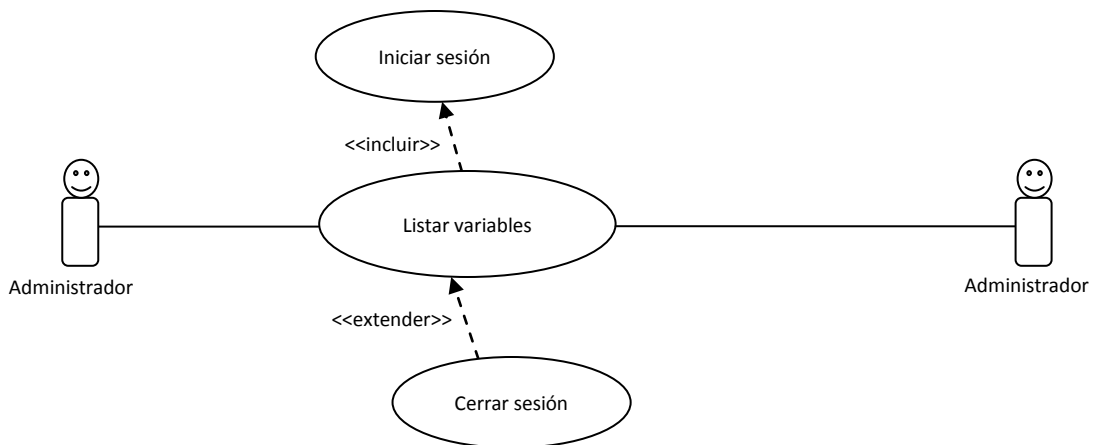 Iniciar sesión
<<incluir>>
Listar variables
Administrador
Administrador
<<extender>>
Cerrar sesión